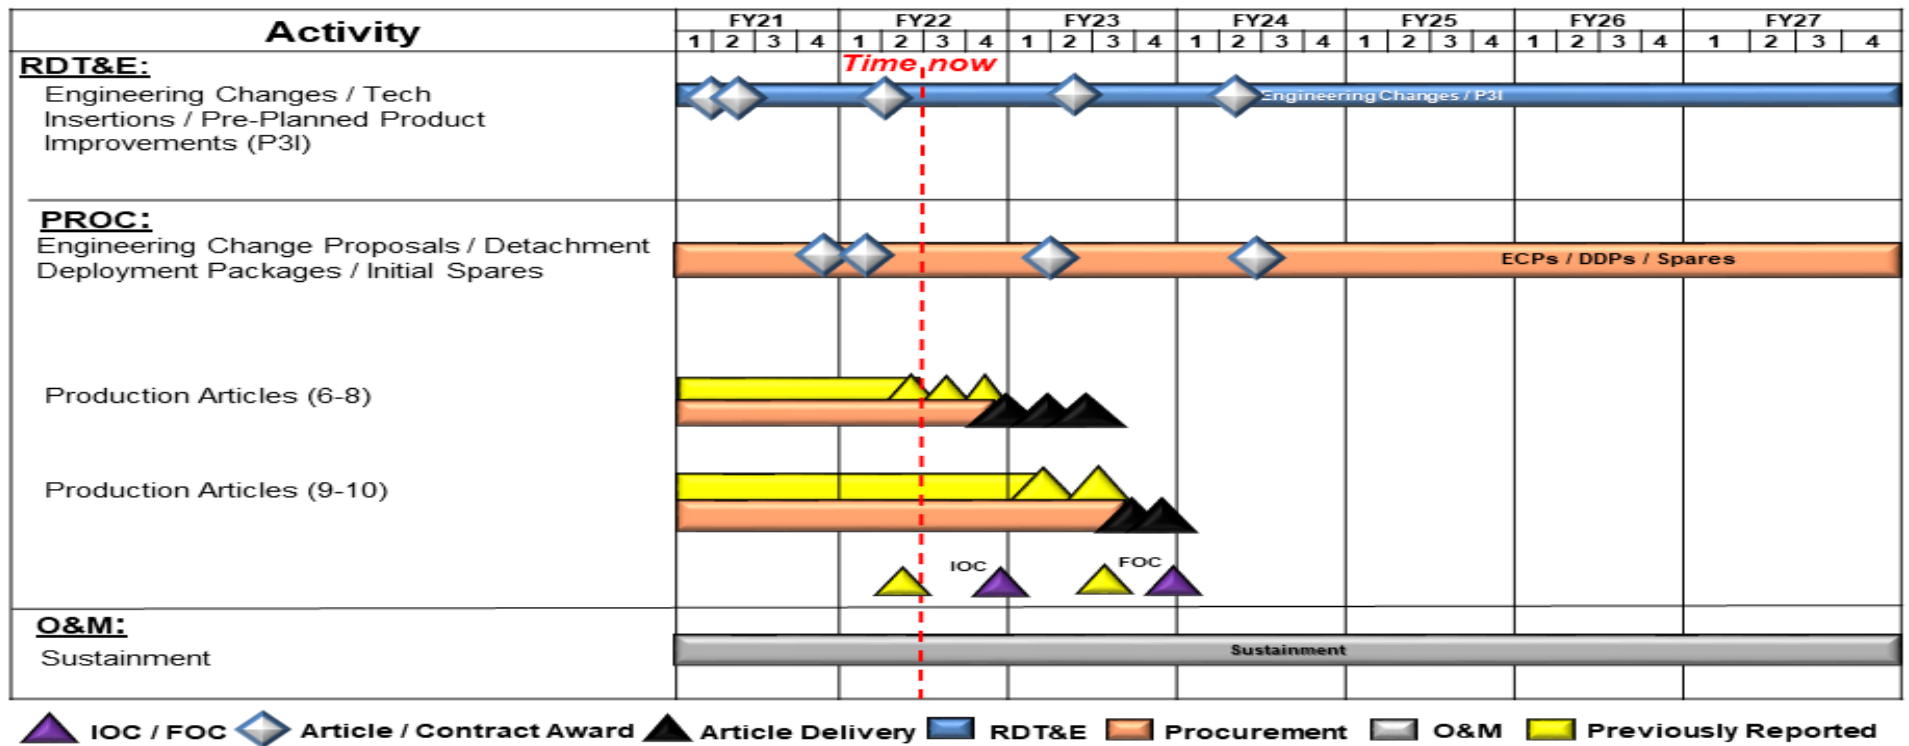 Activity
FY21 FY22 FY23 FY24 FY25 FY26 FY27
1 2 3 4 1 2 3 4 1 2 3 4 1 2 3 4 1 2 3 4 1 2 3 4 1 2 3 4
Time now
RDT&E:
Engineering Changes / Tech
Insertions / Pre-Planned Product
Improvements (P3I)
Engineering Changes / P3I
PROC:
Engineering Change Proposals / Detachment
Deployment Packages / Initial Spares
ECPs / DDPs / Spares
Production Articles (6-8)
Production Articles (9-10)
IOC FOC
O&M:
Sustainment
Sustainment
IOC / FOC Article / Contract Award Article Delivery RDT&E Procurement O&M Previously Reported